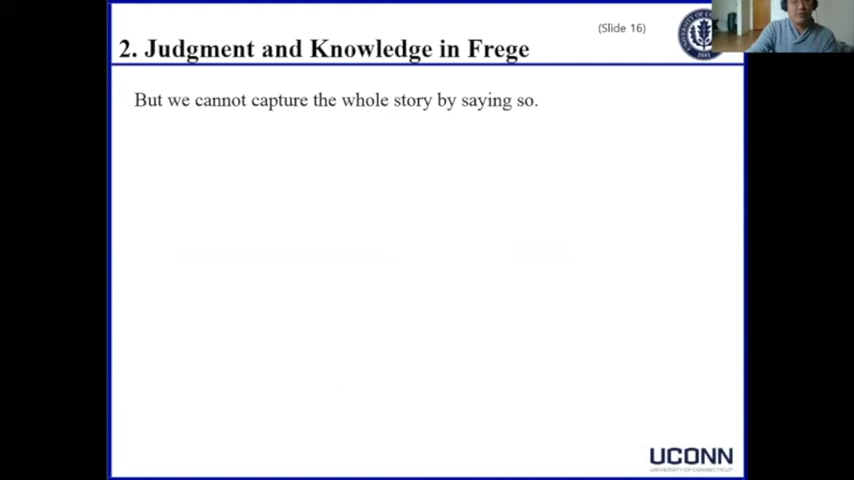 (Slide 16)
2. Judgment and Knowledge in Frege
But we cannot capture the whole story by saying so.
UCONN
UNIVERSITY OF CONNECTICUT